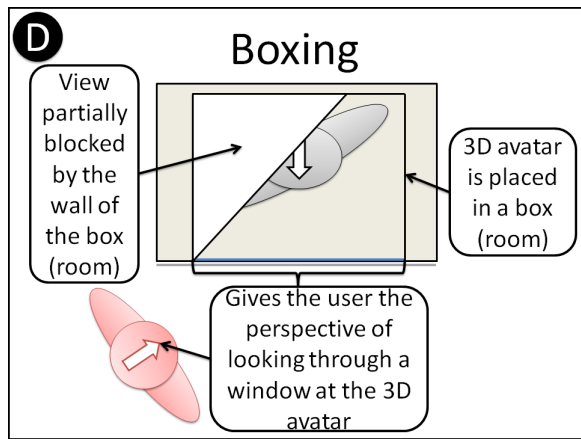 D
Boxing
View
partially
blocked
by the
wall of
the box
(room)
3D avatar
is placed
in a box
(room)
Gives the user the
perspective of
looking through a
window at the 3D
avatar